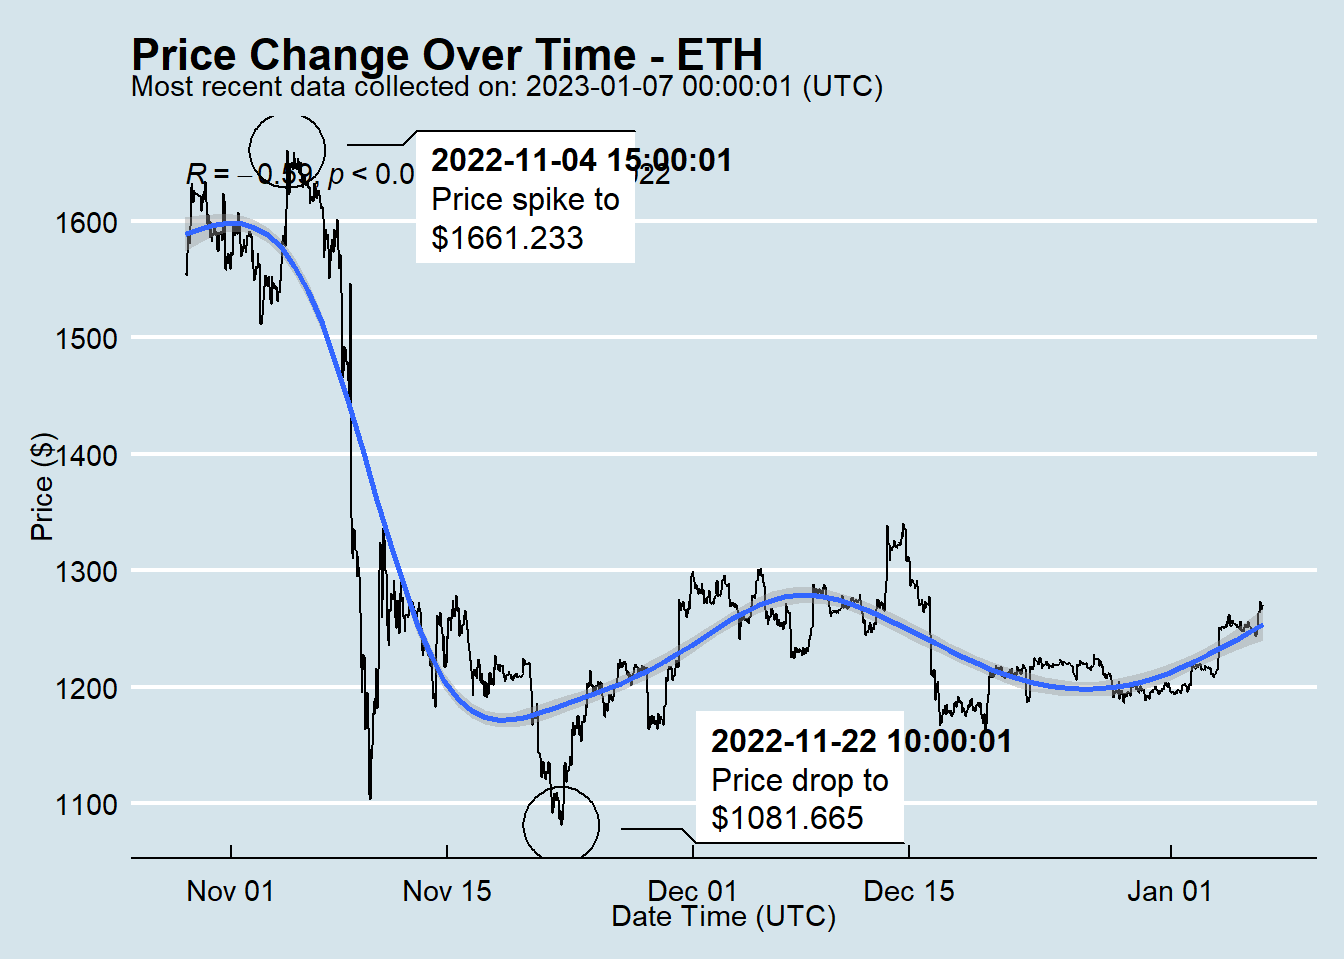 Price Change Over Time - ETH
Most recent data collected on: 2023-01-07 00:00:01 (UTC)
2022-11-04 15:00:01
R = −0.59, p < 0.0
22
Price spike to
$1661.233
1600
1500
1400
1300
1200
1100
Price ($)
2022-11-22 10:00:01
Price drop to
$1081.665
Nov 01 Nov 15 Dec 01 Dec 15 Jan 01
Date Time (UTC)